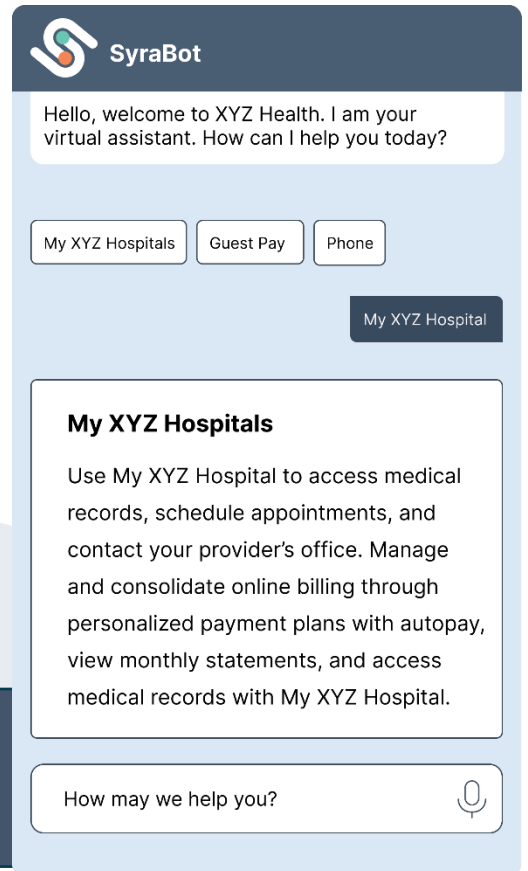 SyraBot
Hello, welcome to XYZ Health. I am your
virtual assistant. How can I help you today?
My XYZ Hospitals
Guest Pay
Phone
My XYZ Hospital
My XYZ Hospitals
Use My XYZ Hospital to access medical
records, schedule appointments, and
contact your provider’s office. Manage
and consolidate online billing through
personalized payment plans with autopay,
view monthly statements, and access
medical records with My XYZ Hospital.
How may we help you?